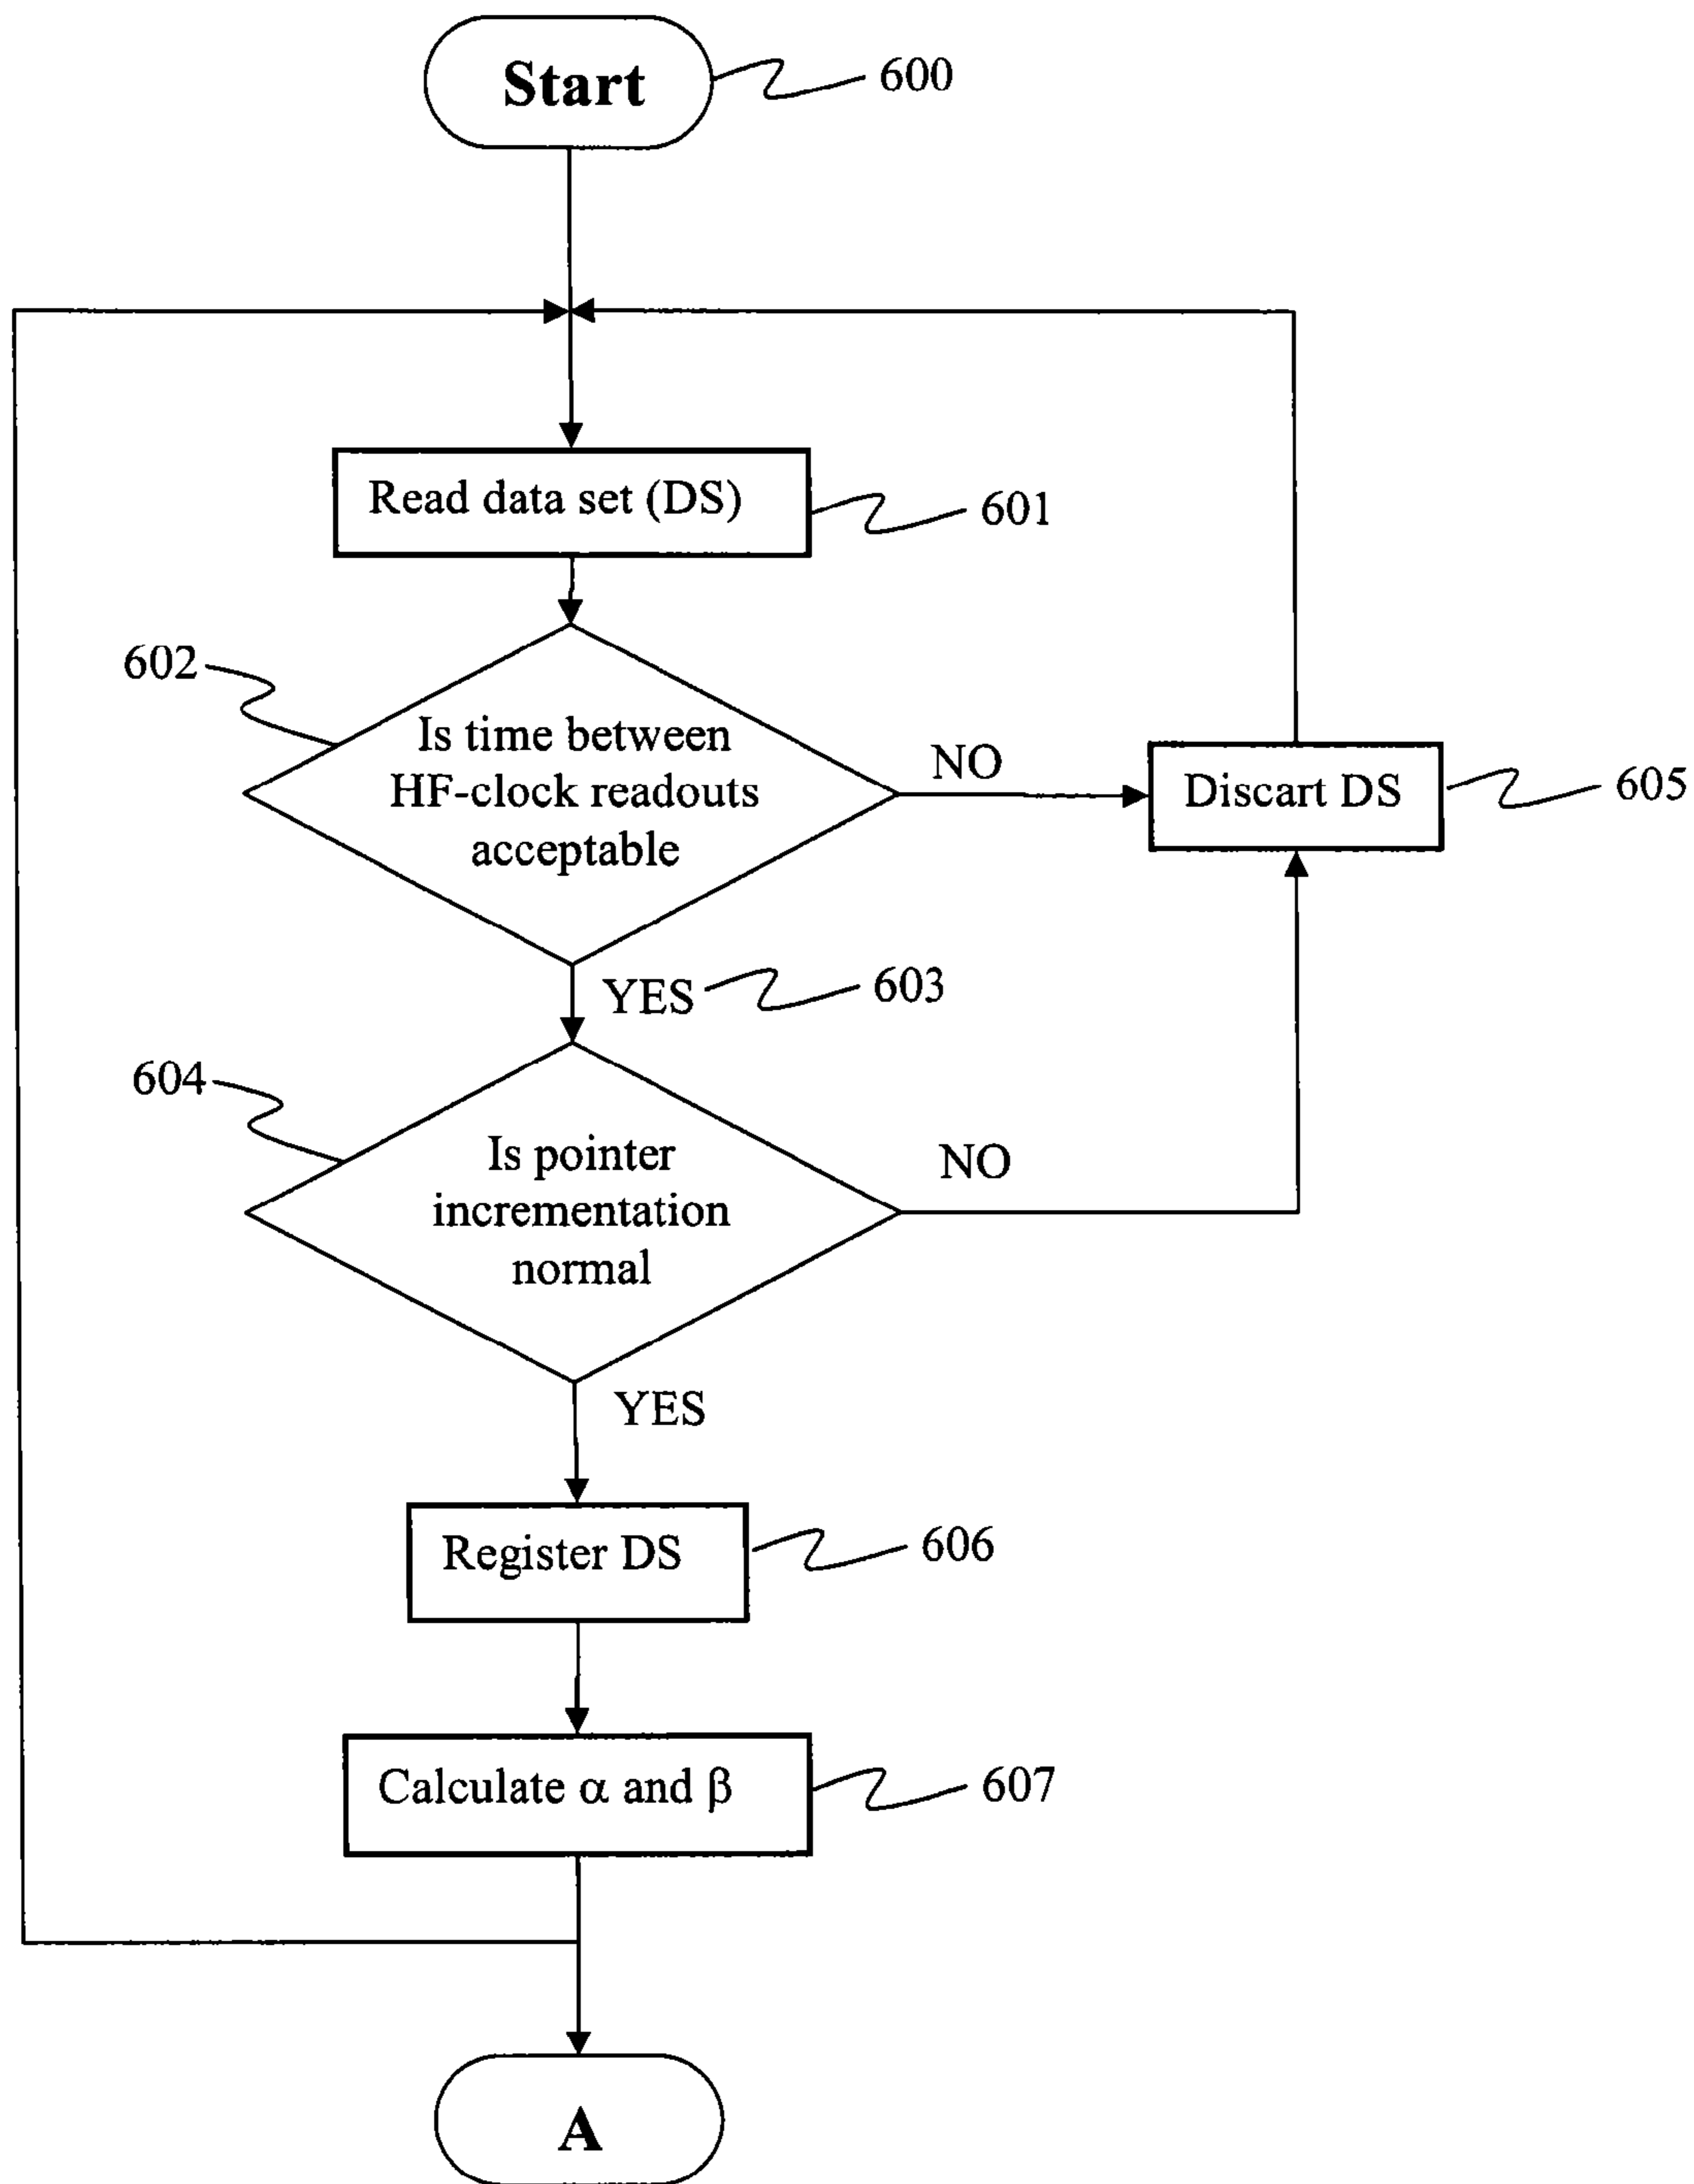 Start
600
Read data set (DS)
601
602
Is time between
HF-clock readouts
acceptable
NO
Discart DS
605
YES
603
604
Is pointer
incrementation
normal
NO
YES
Register DS
606
Calculate α and β
607
A